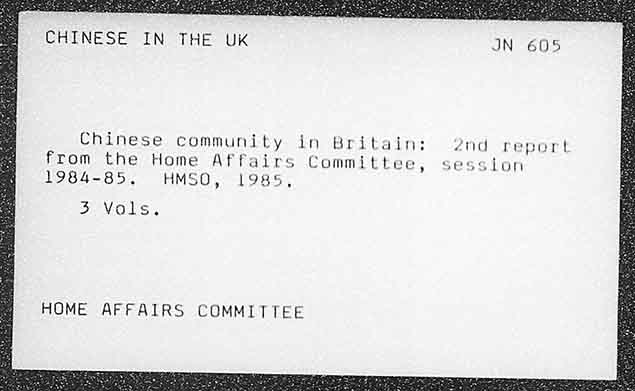 CHINESE IN THE UK
JN 605
Chinese community in Britain: 2nd report
from the Home Affairs Committee, session
1984-85. HMSO, 1985.
3 Vols.
HOME AFFAIRS COMMITTEE